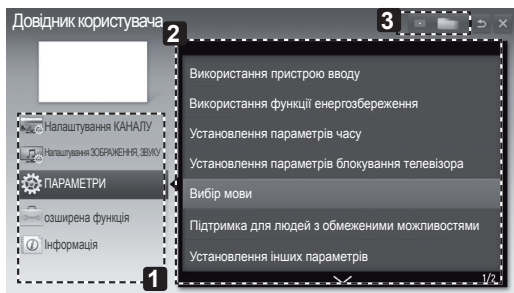 Довідник користувача
2
3
Використання пристрою вводу
Використання функції енергозбереження
Установлення параметрів часу
Установлення параметрів блокування телевізора
Вибір мови
Підтримка для людей з обмеженими можливостями
Установлення інших параметрів
1/2
Налаштування КАНАЛУ
Налаштування ЗОБРАЖЕННЯ, ЗВУКУ
ПАРАМЕТРИ
озширена функція
Інформація
1